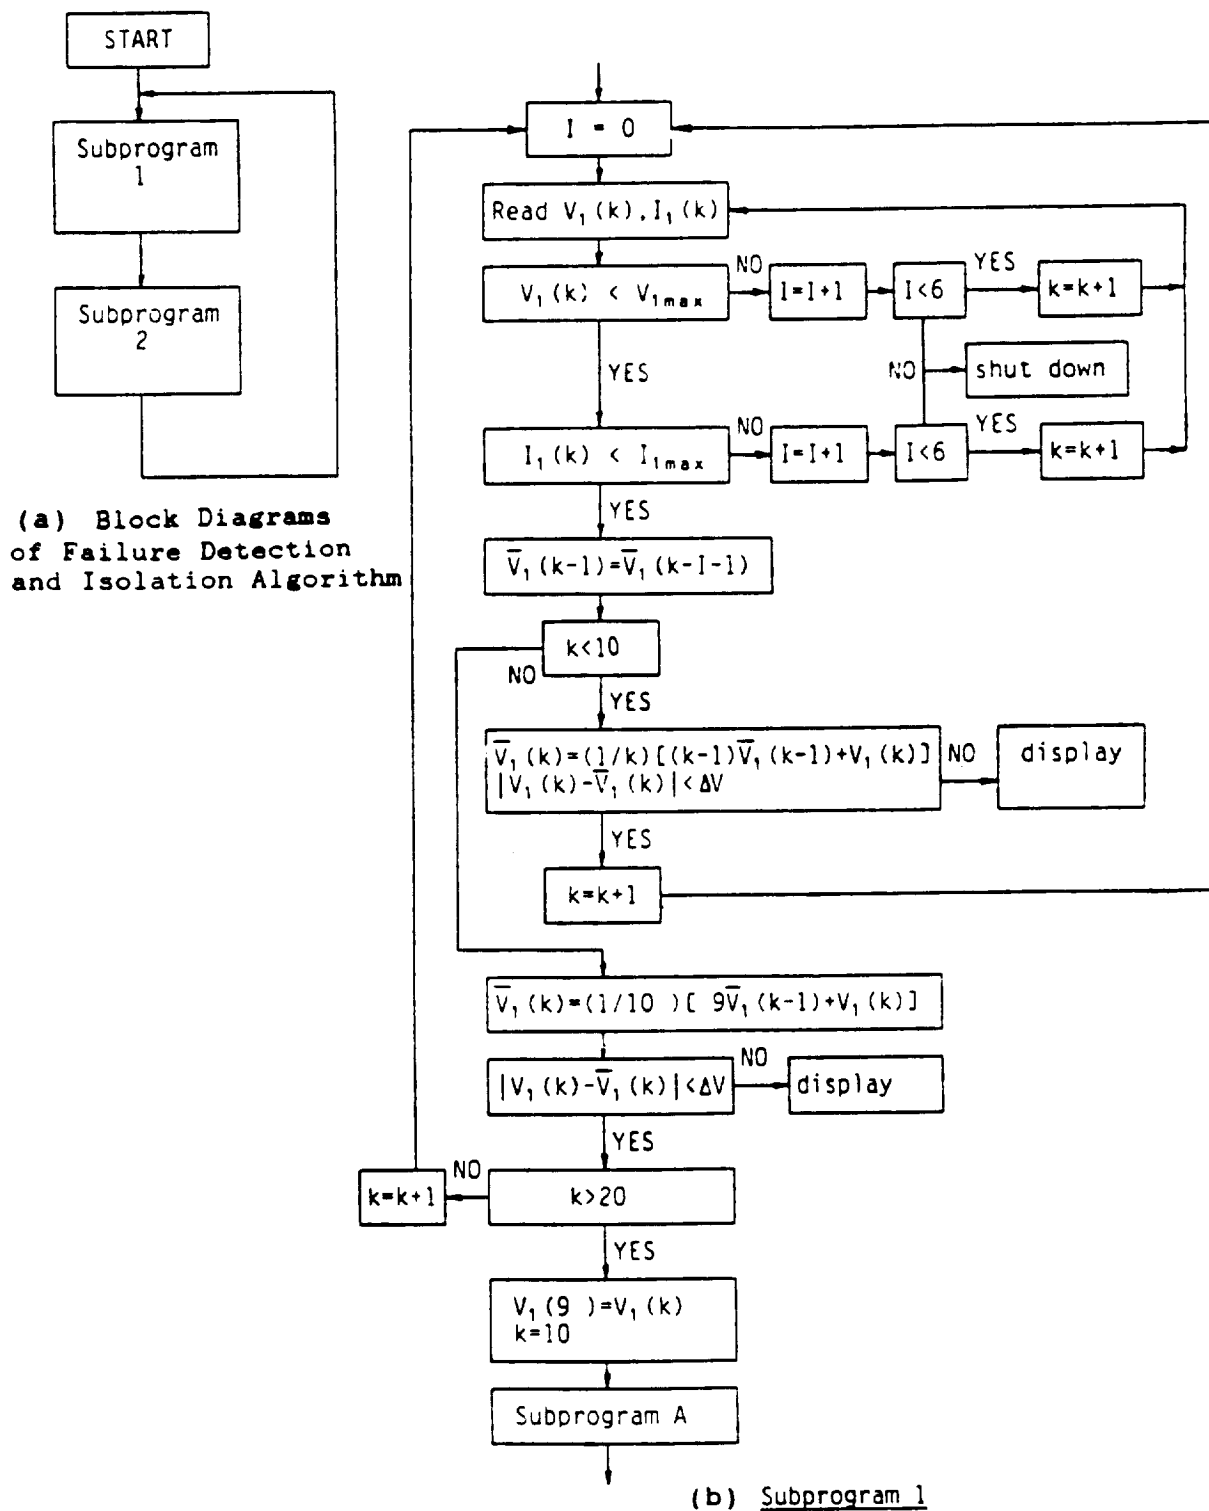 START
Subprogram
1
Subprogram
2
(a) Block Diagrams
of Failure Detection
and Isolation Algorithm
I = 0
Read V₁(k),I₁(k)
V₁(k) < V₁ₘₐₓ
NO
I=I+1
I<6
YES
k=k+1
YES
NO
shut down
I₁(k) < I₁ₘₐₓ
NO
I=I+1
I<6
YES
k=k+1
YES
V̅₁(k-1)=V̅₁(k-I-1)
k<10
NO
YES
V̅₁(k)=(1/k)[(k-1)V̅₁(k-1)+V₁(k)]
|V₁(k)-V̅₁(k)|<ΔV
NO
display
YES
k=k+1
V̅₁(k)=(1/10 )[ 9V̅₁(k-1)+V₁(k)]
|V₁(k)-V̅₁(k)|<ΔV
NO
display
YES
k=k+1
NO
k>20
YES
V₁(9 )=V₁(k)
k=10
Subprogram A
(b) Subprogram 1